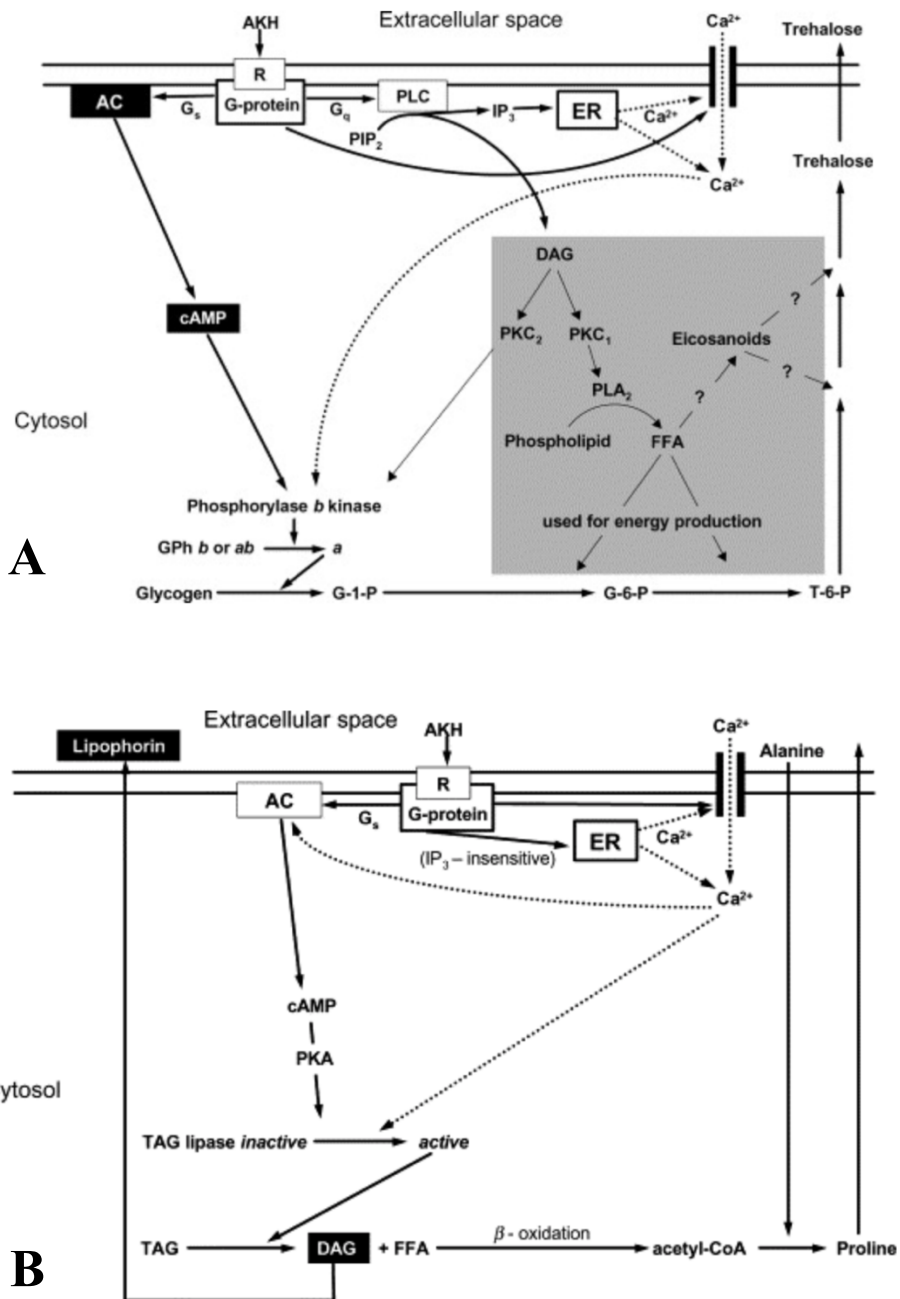 Extracellular space
AKH
Ca²⁺
Trehalose
R
AC
Gₛ
G-protein
G_q
PLC
IP₃
ER
Ca²⁺
PIP₂
Trehalose
Ca²⁺
DAG
cAMP
PKC₂
PKC₁
?
Eicosanoids
?
PLA₂
?
Cytosol
Phospholipid
FFA
Phosphorylase b kinase
used for energy production
A
GPh b or ab
a
Glycogen
G-1-P
G-6-P
T-6-P
Extracellular space
Lipophorin
AKH
Ca²⁺
Alanine
R
AC
Gₛ
G-protein
ER
Ca²⁺
(IP₃ – insensitive)
Ca²⁺
cAMP
PKA
ytosol
TAG lipase inactive
active
β - oxidation
TAG
DAG
+ FFA
acetyl-CoA
Proline
B